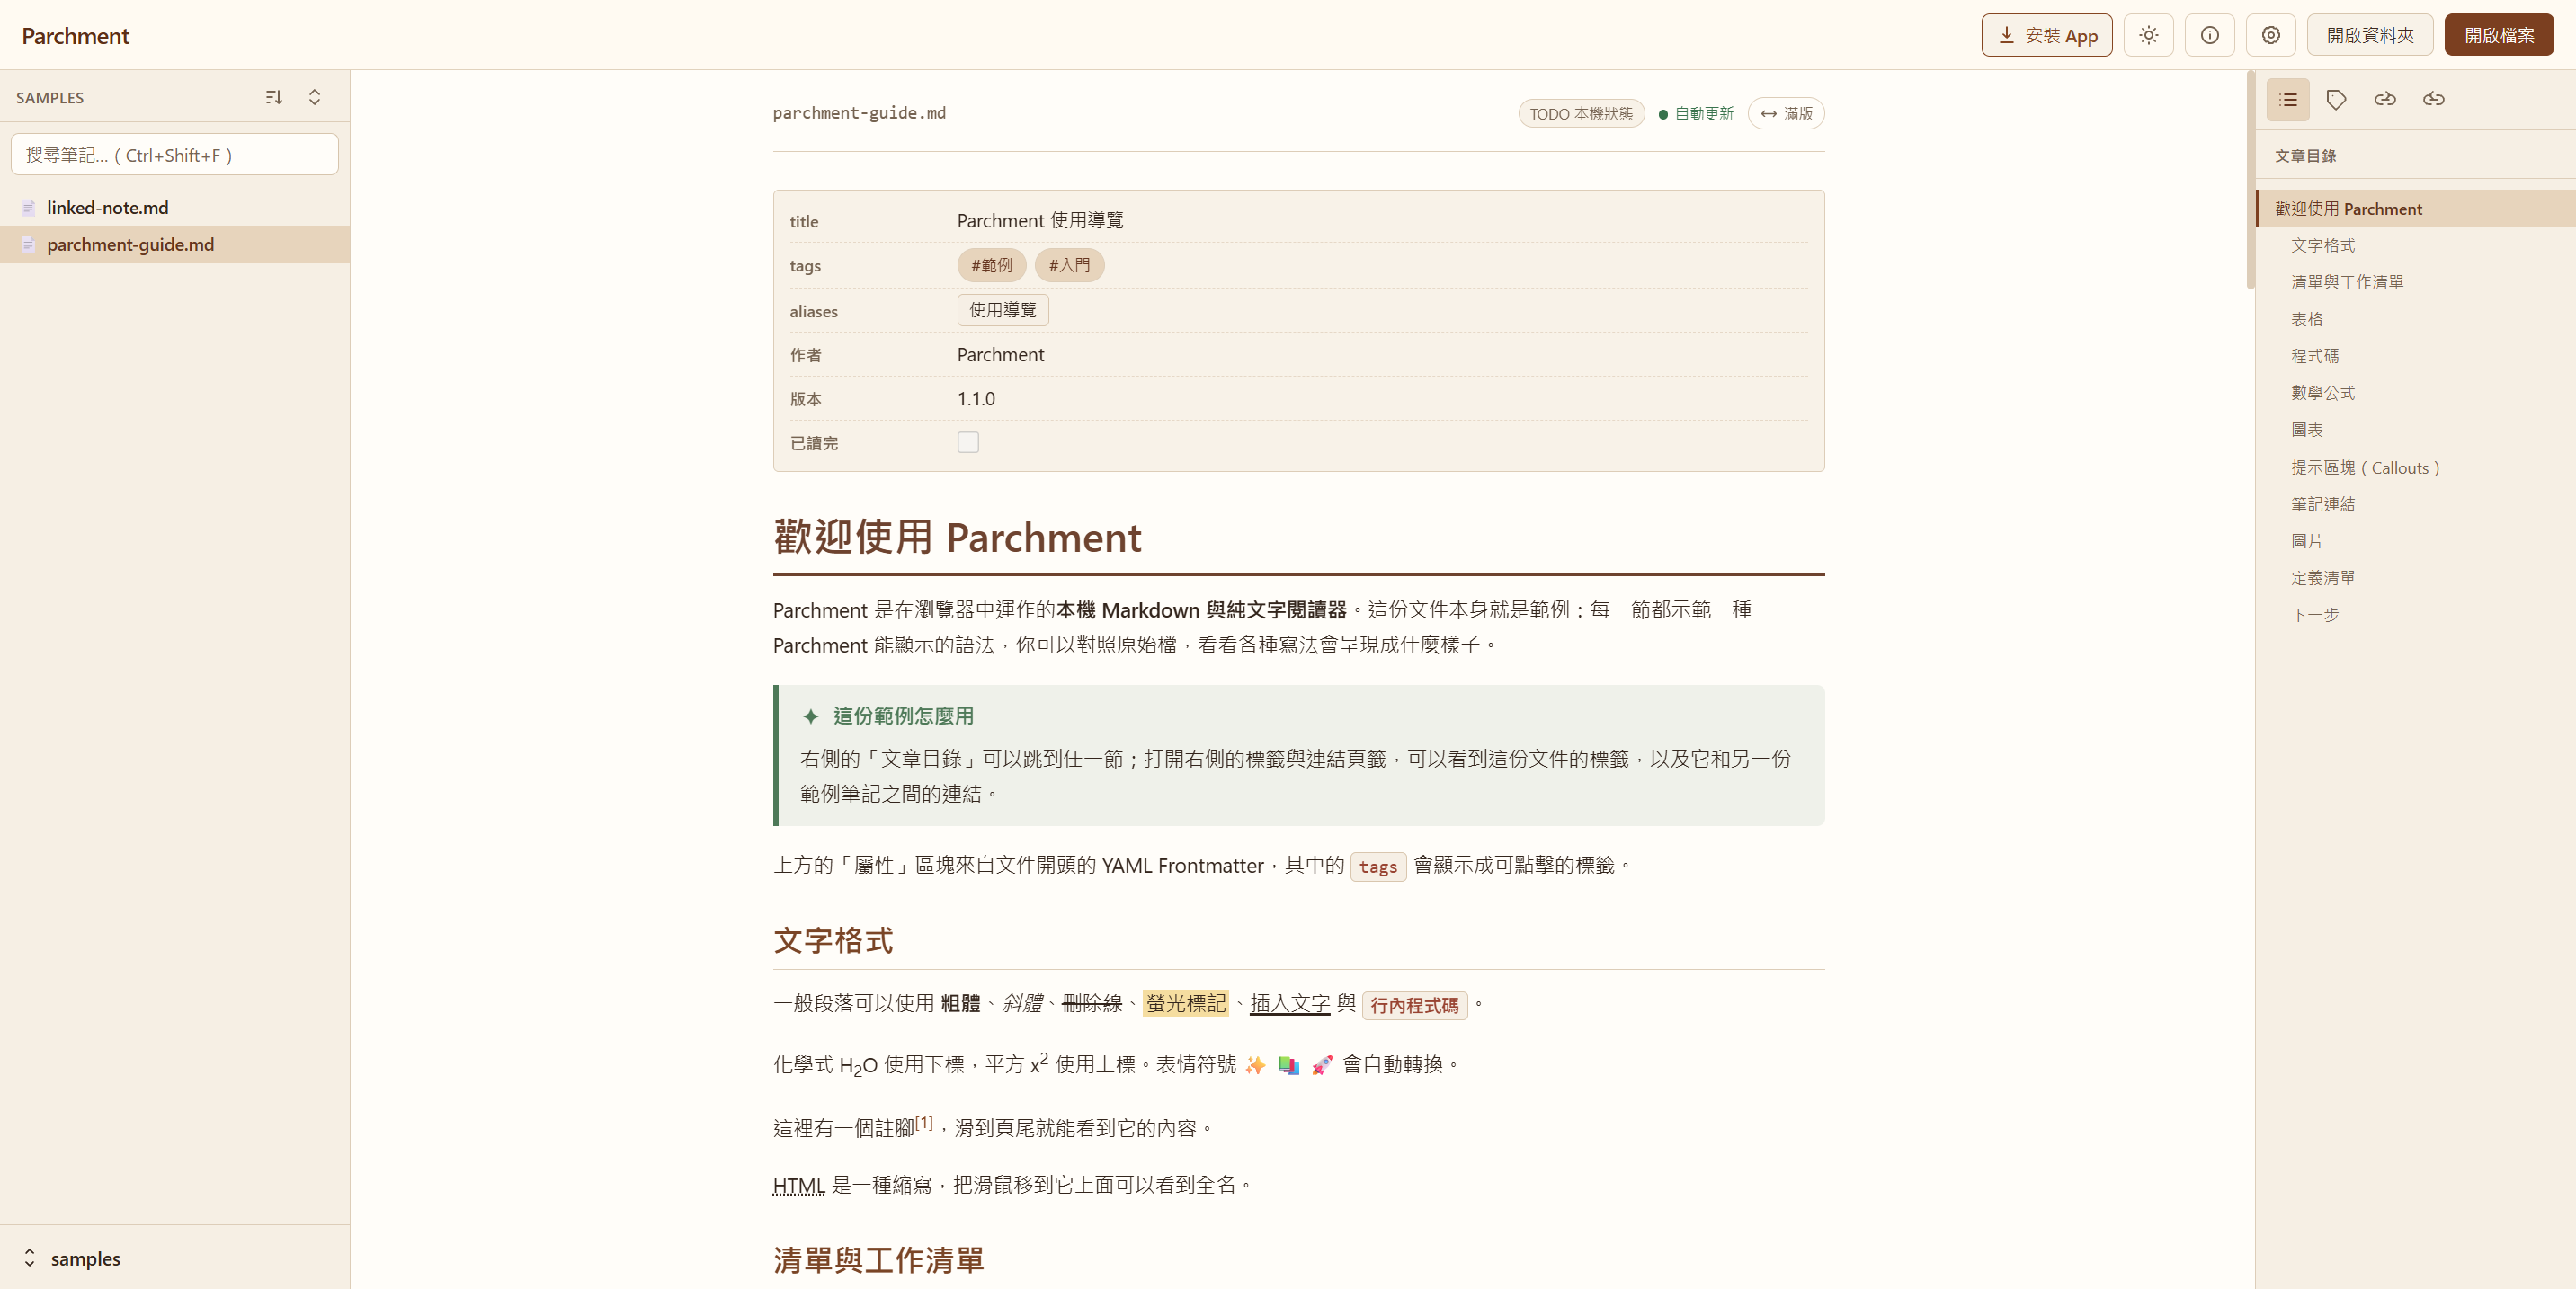 Parchment
安裝 App
開啟資料夾
開啟檔案
SAMPLES
搜尋筆記... ( Ctrl+Shift+F )
linked-note.md
parchment-guide.md
samples
parchment-guide.md
TODO 本機狀態
自動更新
滿版
title
Parchment 使用導覽
tags
#範例
#入門
aliases
使用導覽
作者
Parchment
版本
1.1.0
已讀完
歡迎使用 Parchment
Parchment 是在瀏覽器中運作的本機 Markdown 與純文字閱讀器。這份文件本身就是範例：每一節都示範一種
Parchment 能顯示的語法，你可以對照原始檔，看看各種寫法會呈現成什麼樣子。
這份範例怎麼用
右側的「文章目錄」可以跳到任一節；打開右側的標籤與連結頁籤，可以看到這份文件的標籤，以及它和另一份
範例筆記之間的連結。
上方的「屬性」區塊來自文件開頭的 YAML Frontmatter，其中的 tags 會顯示成可點擊的標籤。
文字格式
一般段落可以使用 粗體、斜體、刪除線、螢光標記、插入文字 與 行內程式碼。
化學式 H₂O 使用下標，平方 x² 使用上標。表情符號 ✨ 📚 🚀 會自動轉換。
這裡有一個註腳[1]，滑到頁尾就能看到它的內容。
HTML 是一種縮寫，把滑鼠移到它上面可以看到全名。
清單與工作清單
文章目錄
歡迎使用 Parchment
文字格式
清單與工作清單
表格
程式碼
數學公式
圖表
提示區塊（Callouts）
筆記連結
圖片
定義清單
下一步